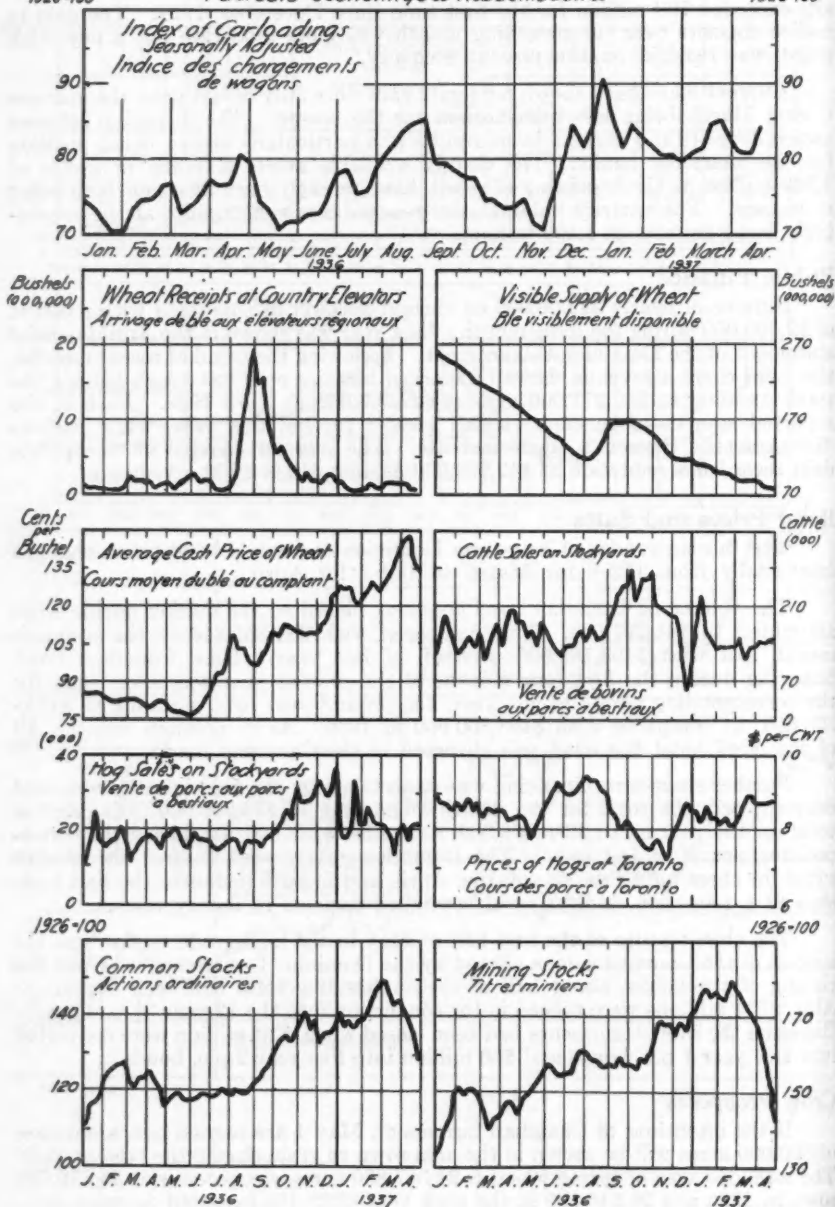 1926=100
1926=100
Index of Carloadings
Seasonally Adjusted
Indice des chargements
de wagons
90
80
70
90
80
70
Jan. Feb. Mar. Apr. May June July Aug. Sept. Oct. Nov. Dec. Jan. Feb March Apr.
1936
1937
Bushels
(000,000)
Wheat Receipts at Country Elevators
Arrivage de blé aux élévateurs régionaux
20
10
0
Visible Supply of Wheat
Blé visiblement disponible
Bushels
(000,000)
270
170
70
Cents
per
Bushel
135
120
105
90
75
Average Cash Price of Wheat
Cours moyen du blé au comptant
Cattle Sales on Stockyards
Vente de bovins
aux parcs à bestiaux
Cattle
(000)
210
140
70
0
(000)
40
20
0
Hog Sales on Stockyards
Vente de porcs aux parcs
à bestiaux
Prices of Hogs at Toronto
Cours des porcs à Toronto
$ per CWT
10
8
6
1926=100
Common Stocks
Actions ordinaires
140
120
100
J. F. M. A. M. J. J. A. S. O. N. D. J. F. M. A.
1936
1937
1926=100
Mining Stocks
Titres miniers
170
150
130
J. F. M. A. M. J. J. A. S. O. N. D. J. F. M. A.
1936
1937